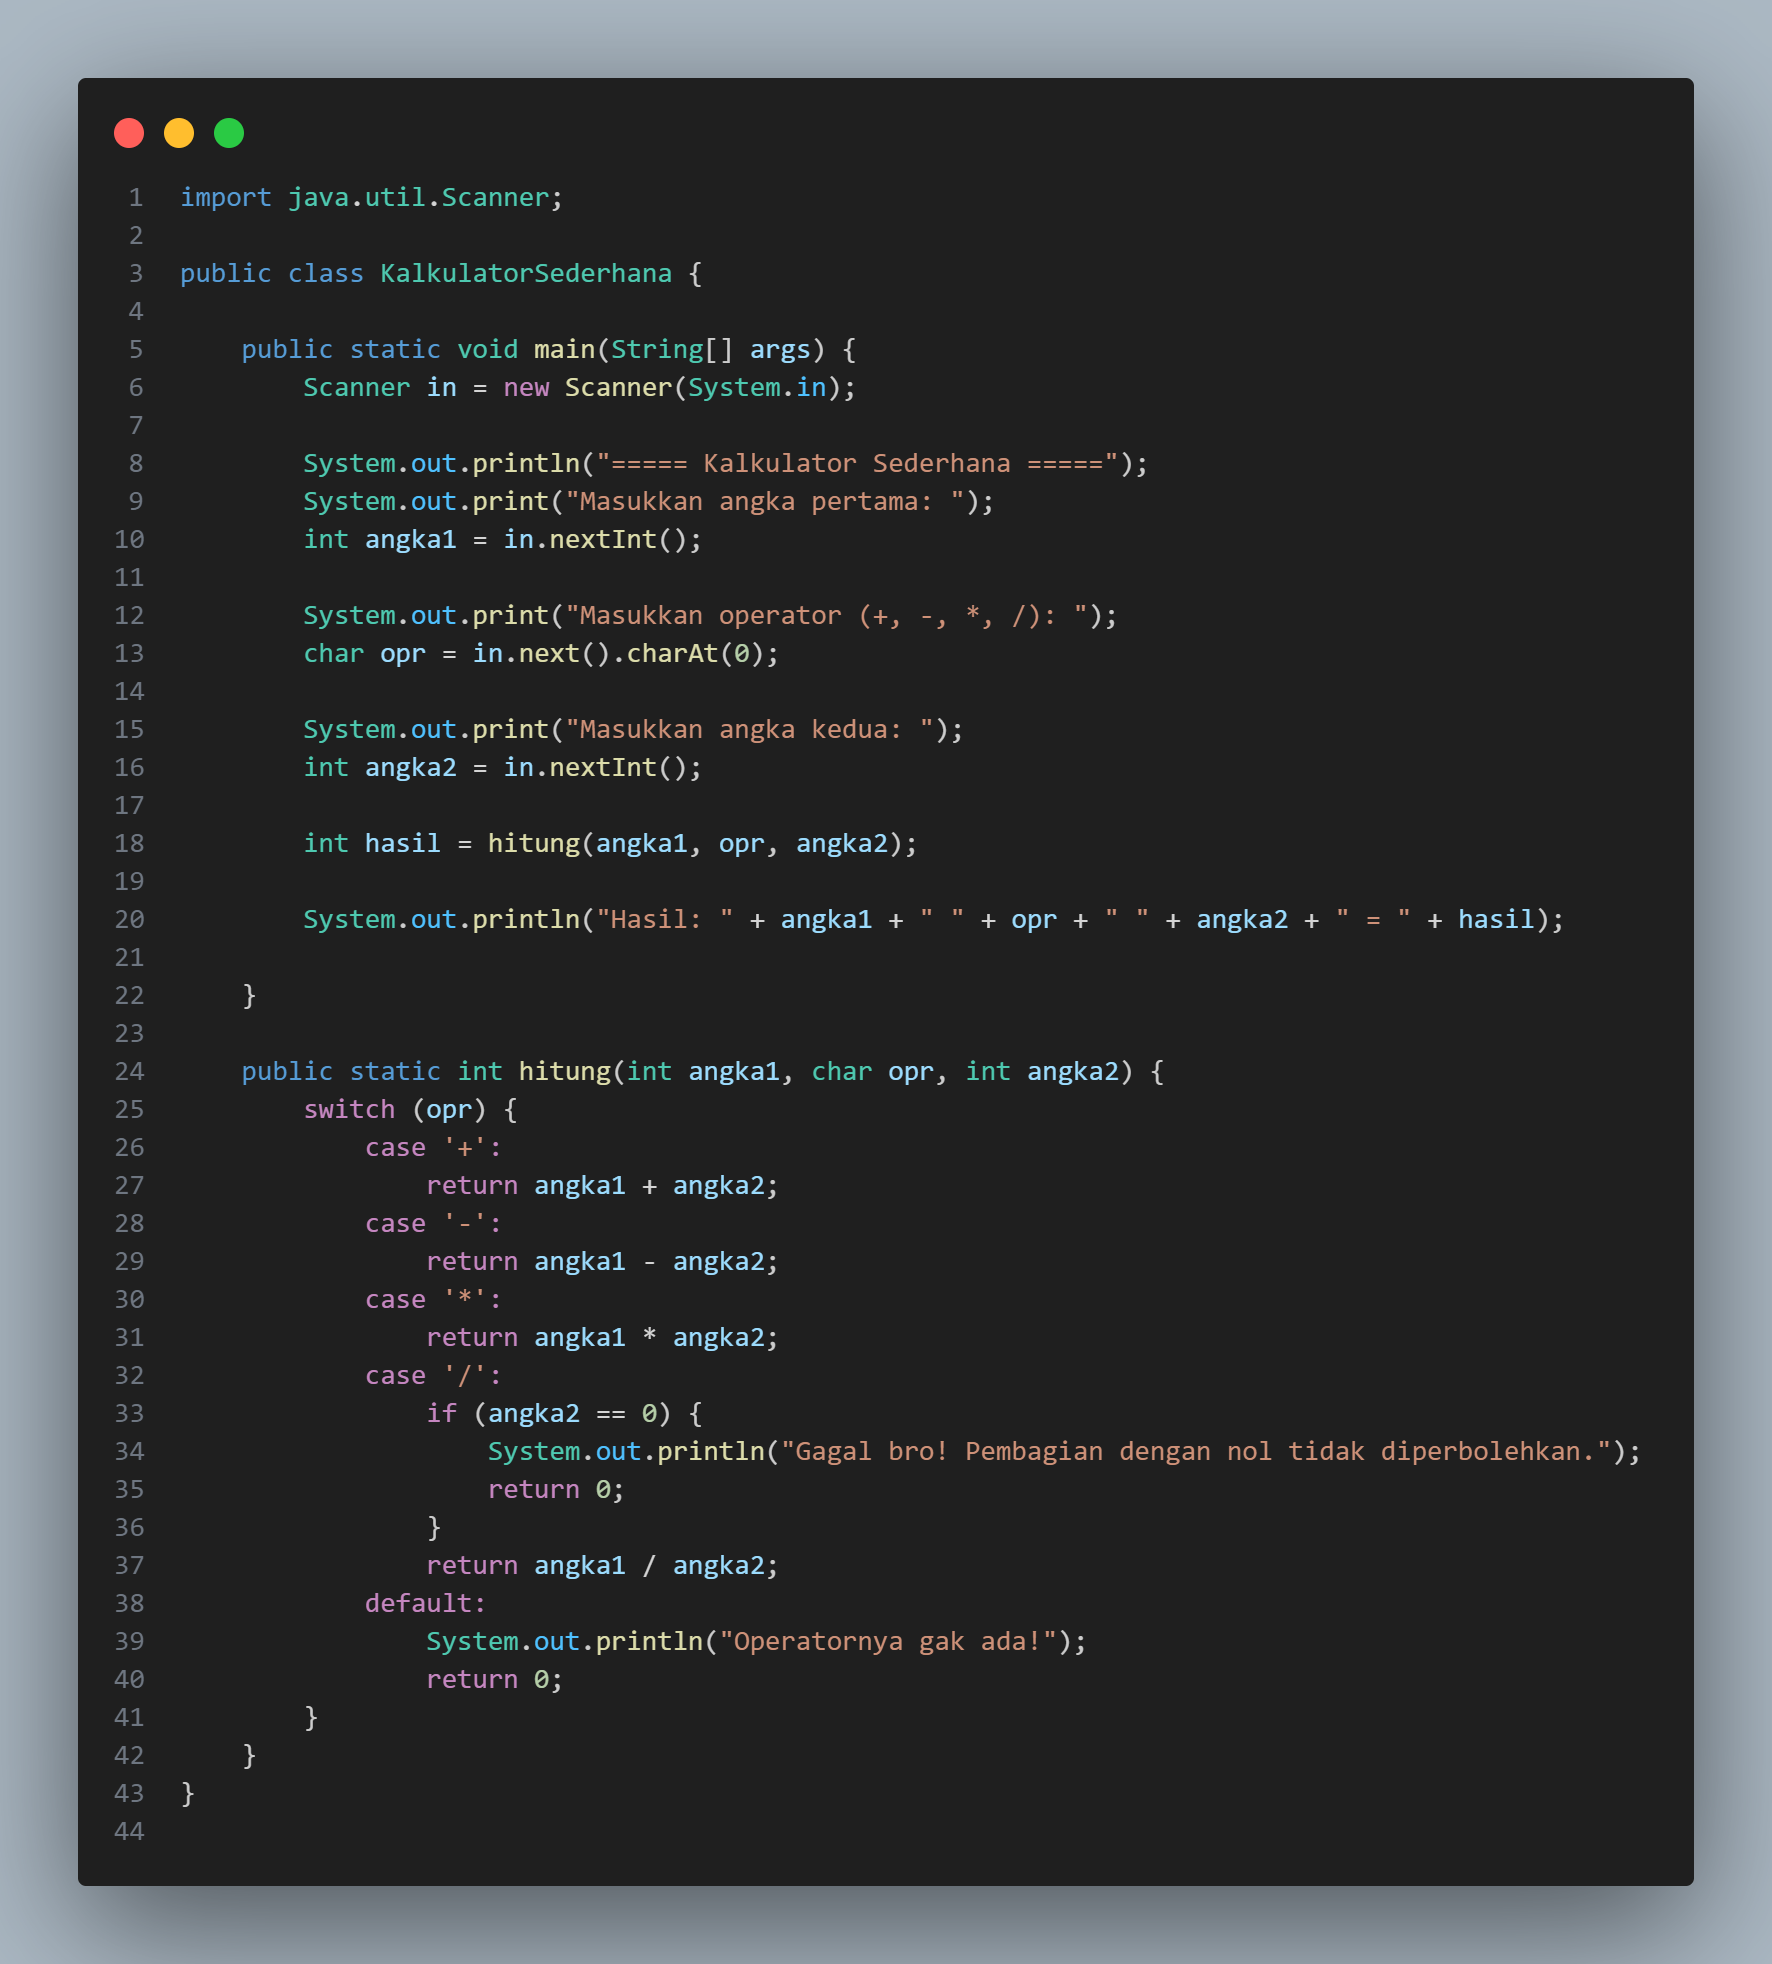 1 import java.util.Scanner;
2
3 public class KalkulatorSederhana {
4
5     public static void main(String[] args) {
6         Scanner in = new Scanner(System.in);
7
8         System.out.println("===== Kalkulator Sederhana =====");
9         System.out.print("Masukkan angka pertama: ");
10         int angka1 = in.nextInt();
11
12         System.out.print("Masukkan operator (+, -, *, /): ");
13         char opr = in.next().charAt(0);
14
15         System.out.print("Masukkan angka kedua: ");
16         int angka2 = in.nextInt();
17
18         int hasil = hitung(angka1, opr, angka2);
19
20         System.out.println("Hasil: " + angka1 + " " + opr + " " + angka2 + " = " + hasil);
21
22     }
23
24     public static int hitung(int angka1, char opr, int angka2) {
25         switch (opr) {
26             case '+':
27                 return angka1 + angka2;
28             case '-':
29                 return angka1 - angka2;
30             case '*':
31                 return angka1 * angka2;
32             case '/':
33                 if (angka2 == 0) {
34                     System.out.println("Gagal bro! Pembagian dengan nol tidak diperbolehkan.");
35                     return 0;
36                 }
37                 return angka1 / angka2;
38             default:
39                 System.out.println("Operatornya gak ada!");
40                 return 0;
41         }
42     }
43 }
44